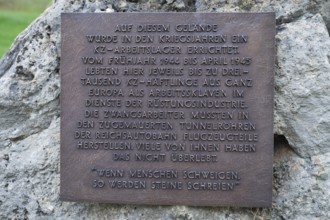 AUF DIESEM GELÄNDE
WURDE IN DEN KRIEGSJAHREN EIN
KZ-ARBEITSLAGER ERRICHTET.
VOM FRÜHJAHR 1944 BIS APRIL 1945
LEBTEN HIER JEWEILS BIS ZU DREI-
TAUSEND KZ-HÄFTLINGE AUS GANZ
EUROPA ALS ARBEITSSKLAVEN IM
DIENSTE DER RÜSTUNGSINDUSTRIE.
DIE ZWANGSARBEITER MUSSTEN IN
DEN ZUGEMAUERTEN TUNNELRÖHREN
DER REICHSAUTOBAHN FLUGZEUGTEILE
HERSTELLEN. VIELE VON IHNEN HABEN
DAS NICHT ÜBERLEBT.
"WENN MENSCHEN SCHWEIGEN,
SO WERDEN STEINE SCHREIEN"